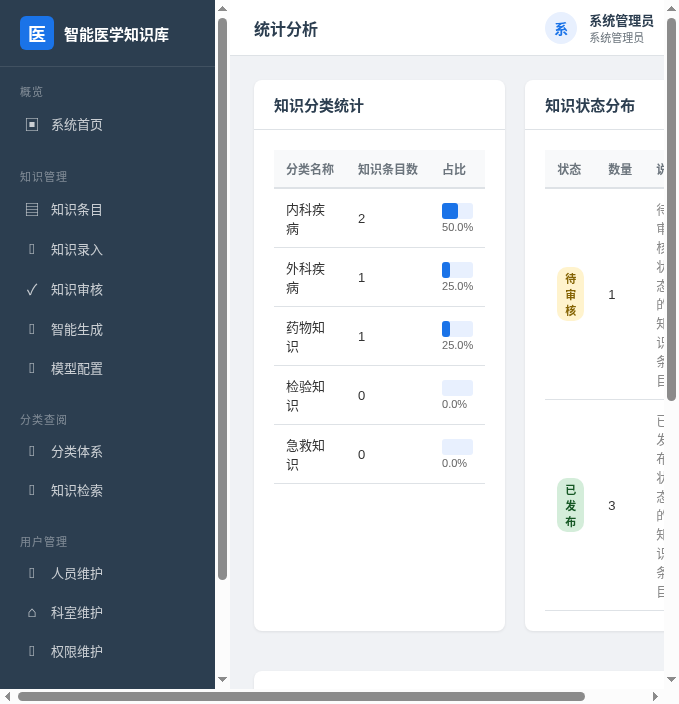 医 智能医学知识库
概览
系统首页
知识管理
知识条目
知识录入
知识审核
智能生成
模型配置
分类查阅
分类体系
知识检索
用户管理
人员维护
科室维护
权限维护
统计分析
系 系统管理员
系统管理员
知识分类统计
分类名称 知识条目数 占比
内科疾
病
2
50.0%
外科疾
病
1
25.0%
药物知
识
1
25.0%
检验知
识
0
0.0%
急救知
识
0
0.0%
知识状态分布
状态 数量
待
审
核
1
待
审
核
状
态
的
知
识
条
目
已
发
布
3
已
发
布
状
态
的
知
识
条
目